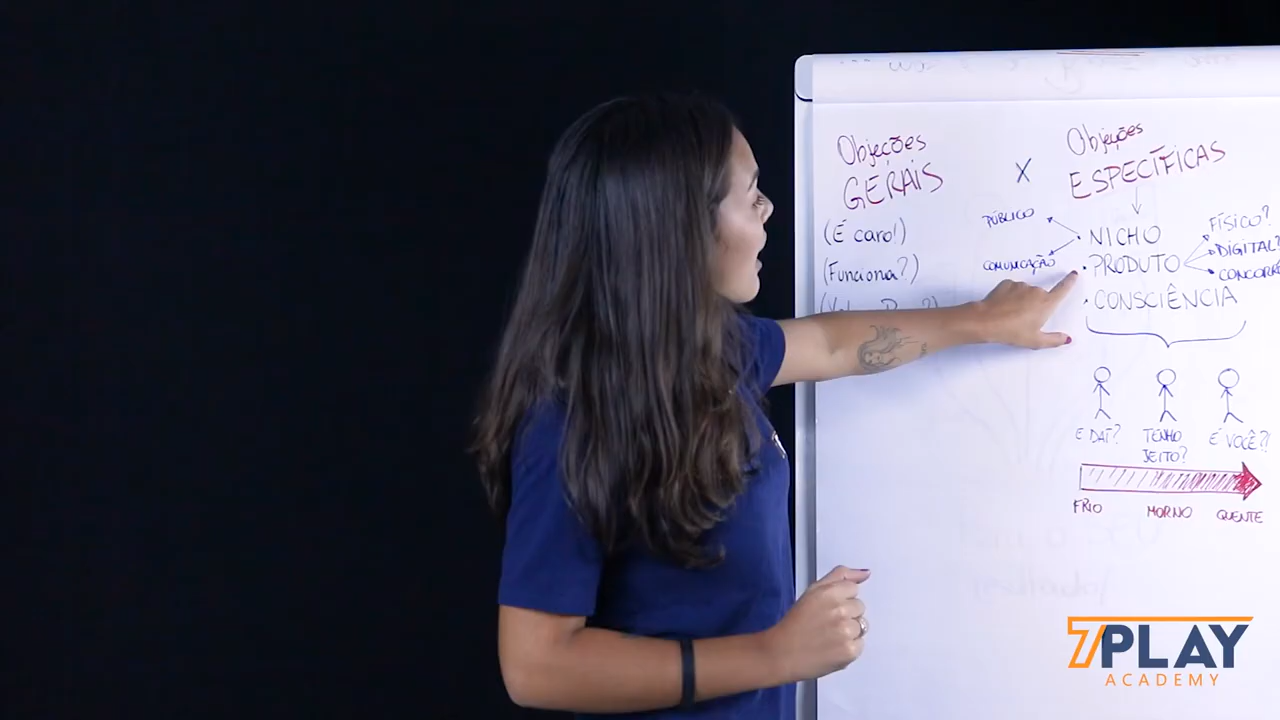 Objeções
GERAIS
(É caro!)
(Funciona?)
X
Objeções
ESPECÍFICAS
PÚBLICO
COMUNICAÇÃO
NICHO
PRODUTO
CONSCIÊNCIA
FÍSICO?
DIGITAL?
E DAÍ?
TENHO
JEITO?
É VOCÊ?!
FRIO
MORNO
QUENTE
7PLAY
ACADEMY